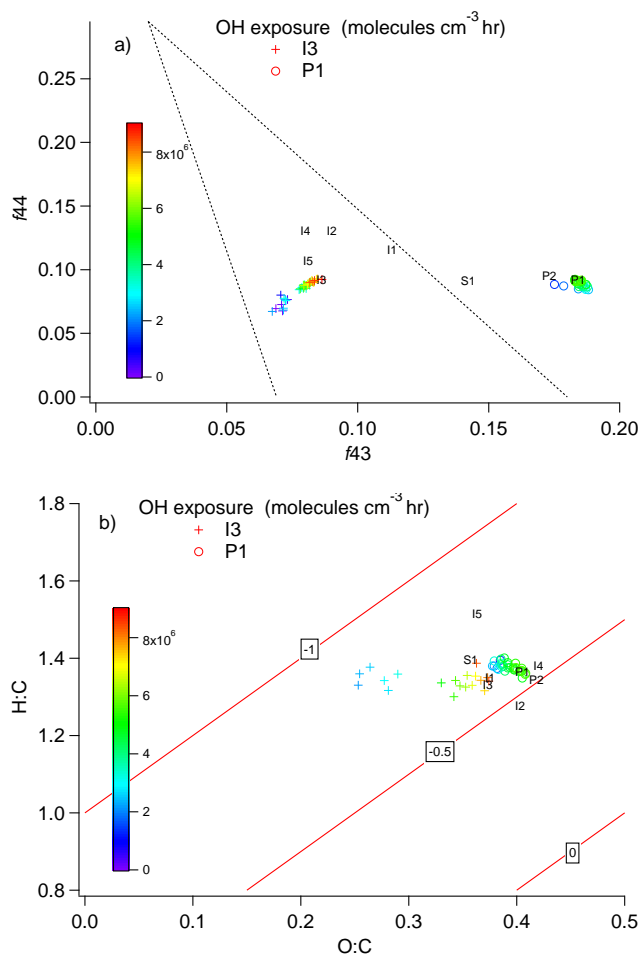 OH exposure (molecules cm-3 hr)
a)
I3
P1
0.25
0.20
0.15
0.10
0.05
0.00
f44
8x10^6
6
4
2
0
I4
I2
I1
I5
I3
S1
P2
P1
0.00
0.05
0.10
0.15
0.20
f43
1.8
1.6
1.4
1.2
1.0
0.8
H:C
b)
OH exposure (molecules cm-3 hr)
I3
P1
8x10^6
6
4
2
0
-1
-0.5
0
I5
S1
I1
I3
P1
I4
P2
I2
0.0
0.1
0.2
0.3
0.4
0.5
O:C